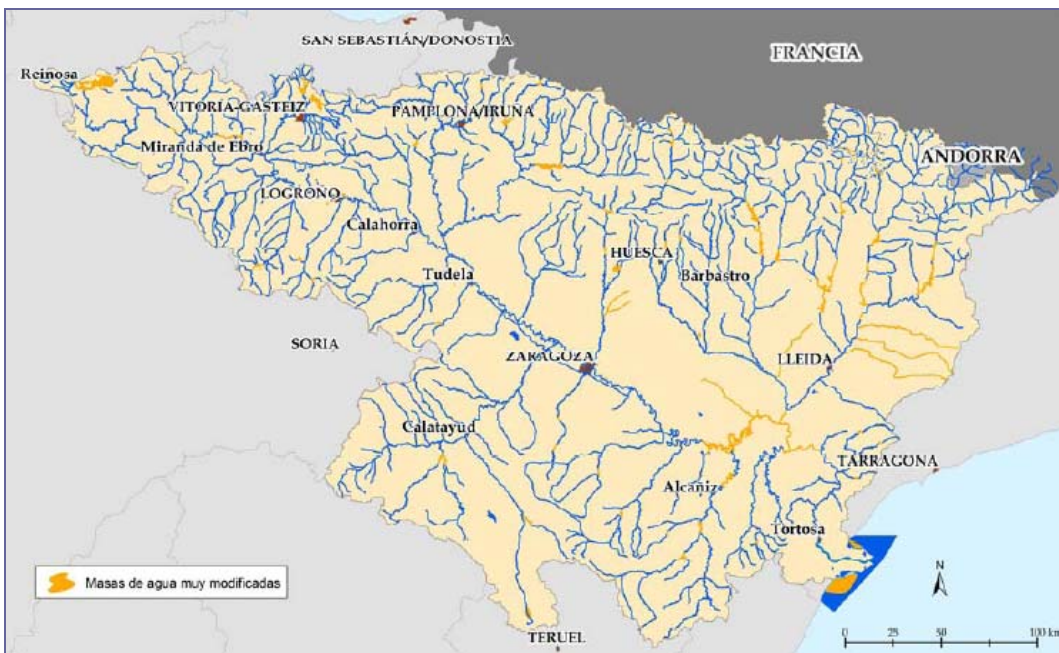 SAN SEBASTIÁN/DONOSTIA
FRANCIA
Reinosa
VITORIA-GASTEIZ
PAMPLONA/IRUÑA
Miranda de Ebro
ANDORRA
LOGROÑO
Calahorra
HUESCA
Barbastro
Tudela
SORIA
ZARAGOZA
LLEIDA
Calatayud
TARRAGONA
Alcañiz
Tortosa
N
Masas de agua muy modificadas
TERUEL
0 25 50 100 km